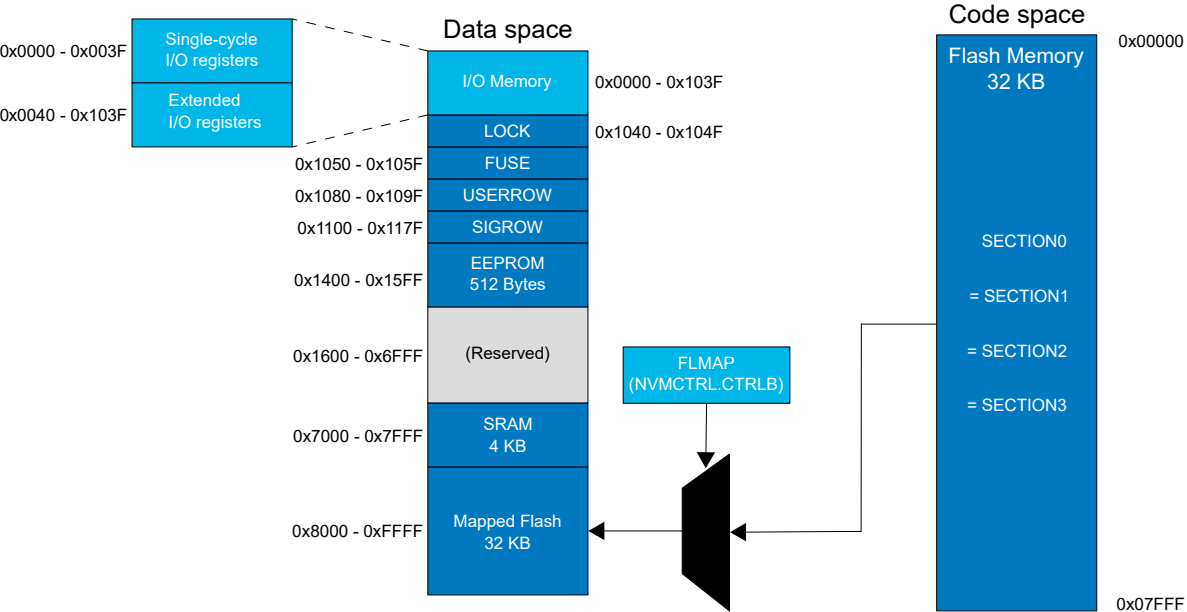 Data space
Code space
0x0000 - 0x003F
Single-cycle
I/O registers
0x0040 - 0x103F
Extended
I/O registers
I/O Memory
0x0000 - 0x103F
LOCK
0x1040 - 0x104F
0x1050 - 0x105F
FUSE
0x1080 - 0x109F
USERROW
0x1100 - 0x117F
SIGROW
0x1400 - 0x15FF
EEPROM
512 Bytes
0x1600 - 0x6FFF
(Reserved)
0x7000 - 0x7FFF
SRAM
4 KB
0x8000 - 0xFFFF
Mapped Flash
32 KB
FLMAP
(NVMCTRL.CTRLB)
Flash Memory
32 KB
0x00000
SECTION0
= SECTION1
= SECTION2
= SECTION3
0x07FFF